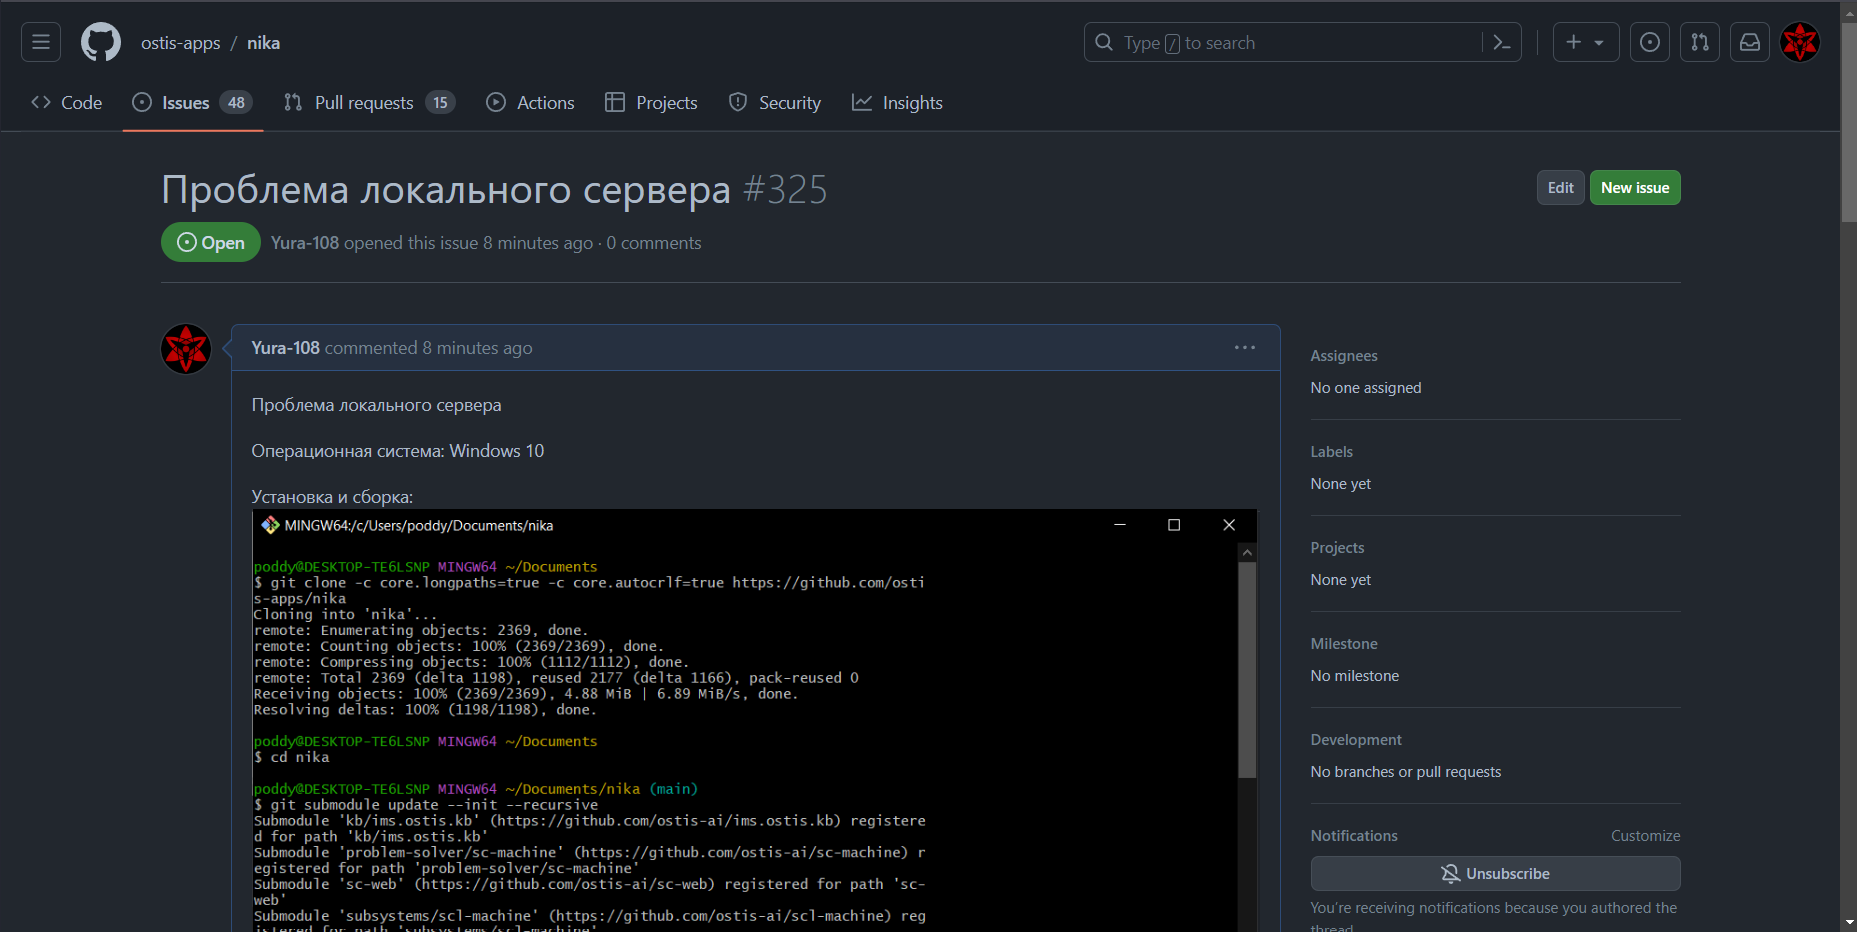 ostis-apps / nika
Type / to search
Code
Issues 48
Pull requests 15
Actions
Projects
Security
Insights
Проблема локального сервера #325
Edit
New issue
Open
Yura-108 opened this issue 8 minutes ago · 0 comments
Yura-108 commented 8 minutes ago
Проблема локального сервера
Операционная система: Windows 10
Установка и сборка:
MINGW64:/c/Users/poddy/Documents/nika
poddy@DESKTOP-TE6LSNP MINGW64 ~/Documents
$ git clone -c core.longpaths=true -c core.autocrlf=true https://github.com/osti
s-apps/nika
Cloning into 'nika'...
remote: Enumerating objects: 2369, done.
remote: Counting objects: 100% (2369/2369), done.
remote: Compressing objects: 100% (1112/1112), done.
remote: Total 2369 (delta 1198), reused 2177 (delta 1166), pack-reused 0
Receiving objects: 100% (2369/2369), 4.88 MiB | 6.89 MiB/s, done.
Resolving deltas: 100% (1198/1198), done.
poddy@DESKTOP-TE6LSNP MINGW64 ~/Documents
$ cd nika
poddy@DESKTOP-TE6LSNP MINGW64 ~/Documents/nika (main)
$ git submodule update --init --recursive
Submodule 'kb/ims.ostis.kb' (https://github.com/ostis-ai/ims.ostis.kb) registere
d for path 'kb/ims.ostis.kb'
Submodule 'problem-solver/sc-machine' (https://github.com/ostis-ai/sc-machine) r
egistered for path 'problem-solver/sc-machine'
Submodule 'sc-web' (https://github.com/ostis-ai/sc-web) registered for path 'sc-
web'
Submodule 'subsystems/scl-machine' (https://github.com/ostis-ai/scl-machine) reg
istered for path 'subsystems/scl-machine'
Assignees
No one assigned
Labels
None yet
Projects
None yet
Milestone
No milestone
Development
No branches or pull requests
Notifications
Customize
Unsubscribe
You're receiving notifications because you authored the
thread.